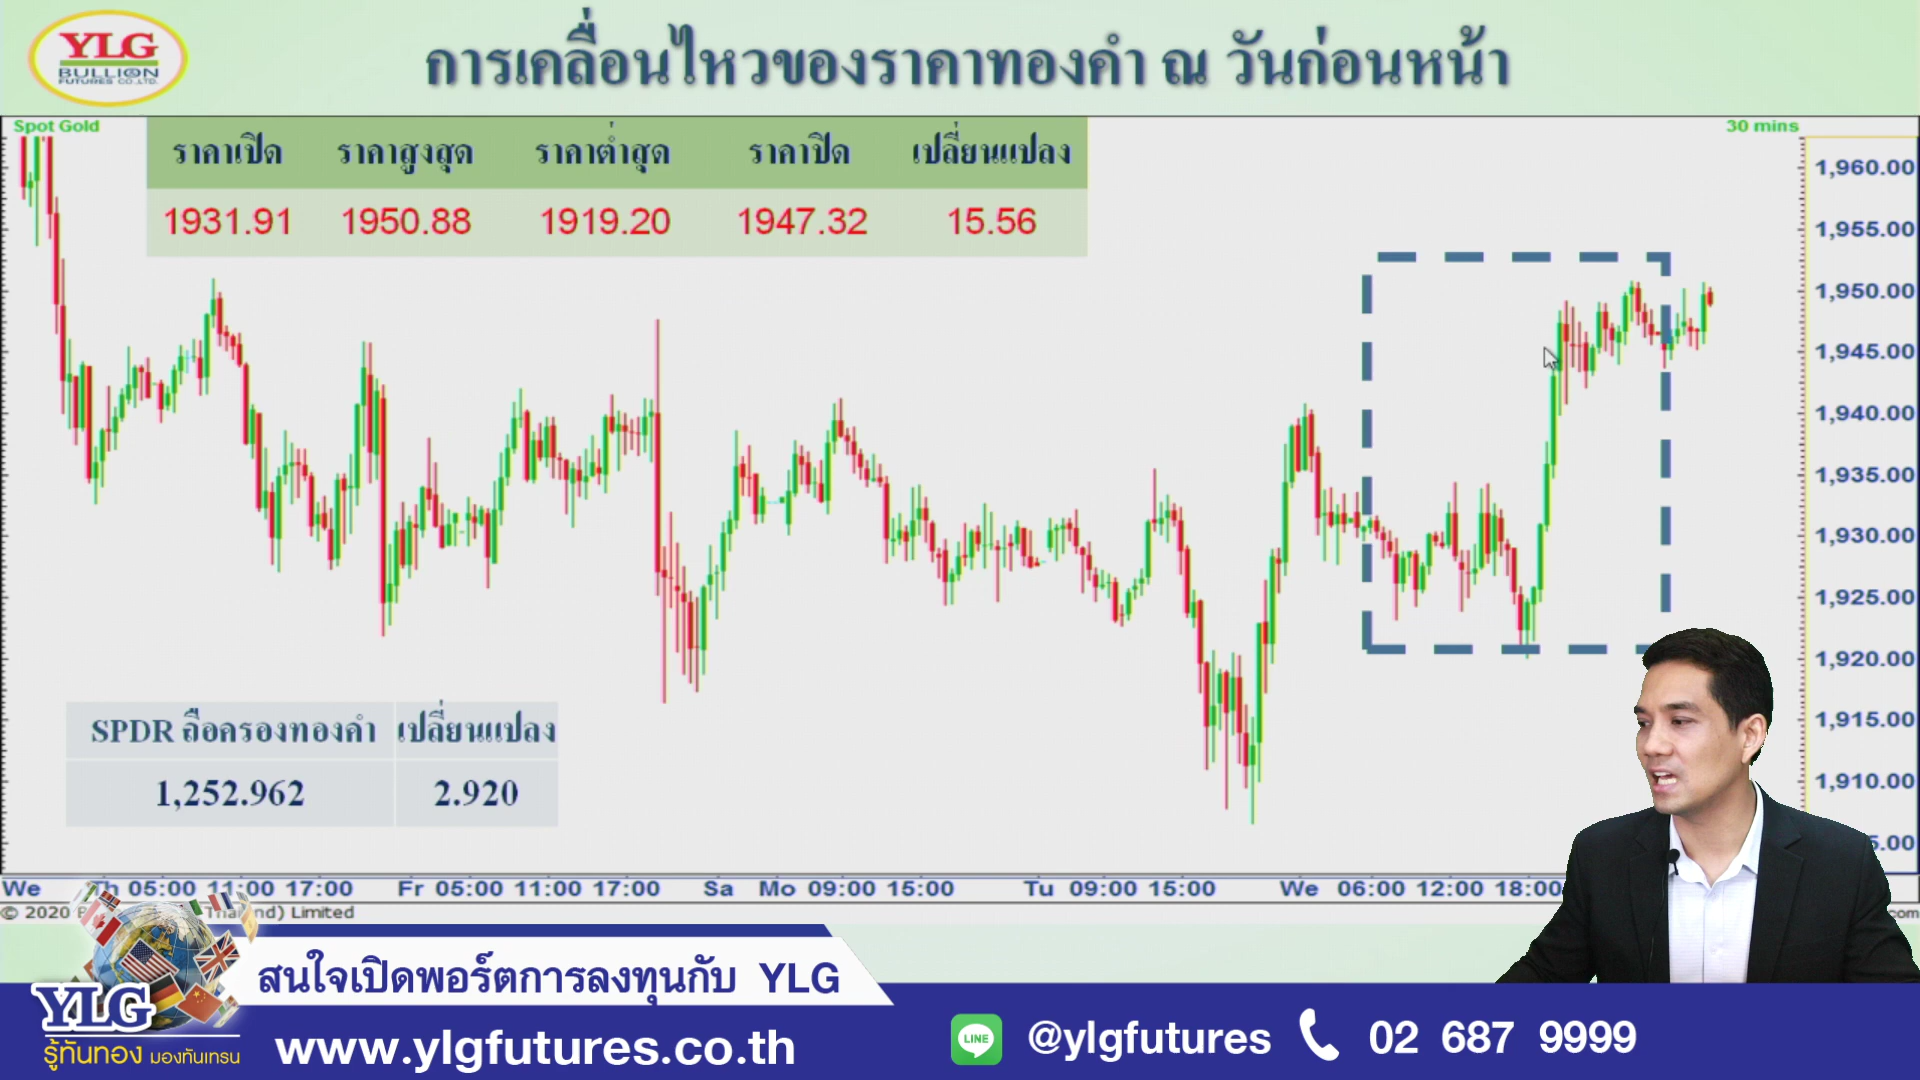 YLG
BULLION
FUTURES CO.,LTD.
การเคลื่อนไหวของราคาทองคำ ณ วันก่อนหน้า
Spot Gold
30 mins
ราคาเปิด ราคาสูงสุด ราคาต่ำสุด ราคาปิด เปลี่ยนแปลง
1931.91 1950.88 1919.20 1947.32 15.56
1,960.00
1,955.00
1,950.00
1,945.00
1,940.00
1,935.00
1,930.00
1,925.00
1,920.00
1,915.00
1,910.00
5.00
SPDR ถือครองทองคำ เปลี่ยนแปลง
1,252.962 2.920
We Th 05:00 11:00 17:00 Fr 05:00 11:00 17:00 Sa Mo 09:00 15:00 Tu 09:00 15:00 We 06:00 12:00 18:00
© 2020 Limited
com
สนใจเปิดพอร์ตการลงทุนกับ YLG
YLG
รู้ทันทอง มองทันเทรน
www.ylgfutures.co.th
LINE
@ylgfutures
02 687 9999